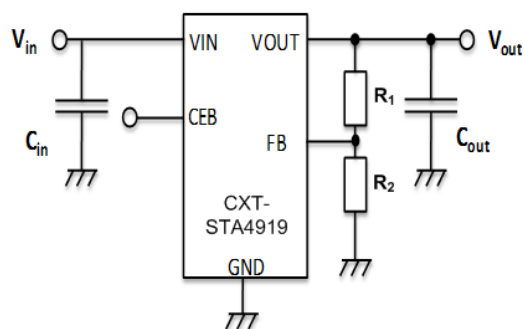 Vin
VIN
VOUT
Vout
R1
CEB
Cin
FB
Cout
R2
CXT-
STA4919
GND